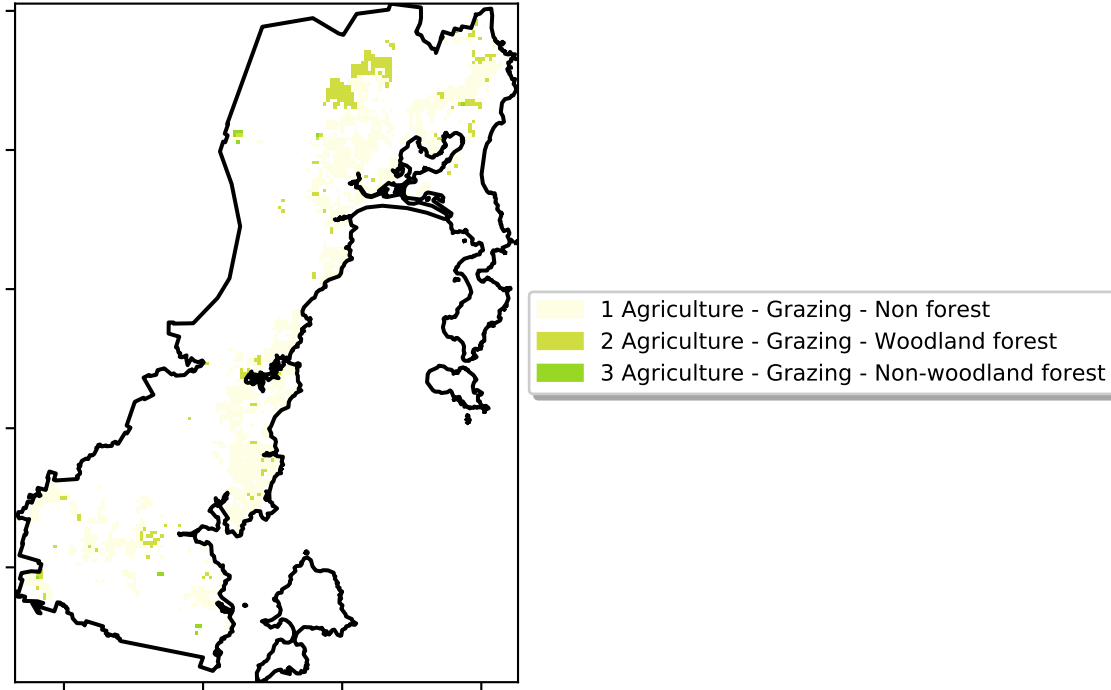 1 Agriculture - Grazing - Non forest
2 Agriculture - Grazing - Woodland forest
3 Agriculture - Grazing - Non-woodland forest